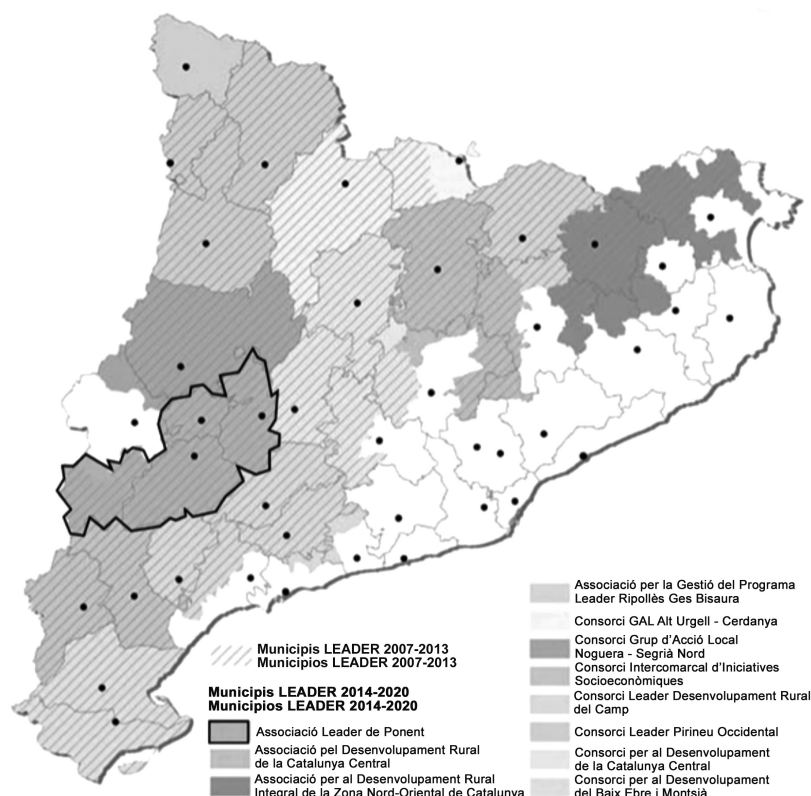 Associació per la Gestió del Programa
Leader Ripollès Ges Bisaura
Consorci GAL Alt Urgell - Cerdanya
Consorci Grup d'Acció Local
Noguera - Segrià Nord
Consorci Intercomarcal d'Iniciatives
Socioeconòmiques
Consorci Leader Desenvolupament Rural
del Camp
Consorci Leader Pirineu Occidental
Consorci per al Desenvolupament
de la Catalunya Central
Consorci per al Desenvolupament
del Baix Ebre i Montsià
Municipis LEADER 2007-2013
Municipios LEADER 2007-2013
Municipis LEADER 2014-2020
Municipios LEADER 2014-2020
Associació Leader de Ponent
Associació pel Desenvolupament Rural
de la Catalunya Central
Associació per al Desenvolupament Rural
Integral de la Zona Nord-Oriental de Catalunya